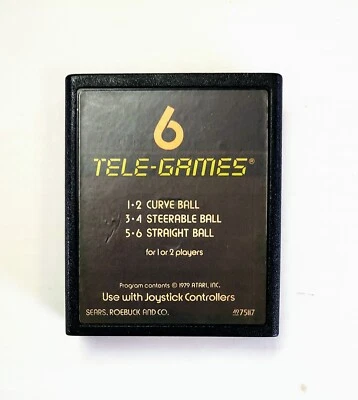 6
TELE-GAMES®
1•2 CURVE BALL
3•4 STEERABLE BALL
5•6 STRAIGHT BALL
for 1 or 2 players
Program contents © 1979 ATARI, INC.
Use with Joystick Controllers
SEARS, ROEBUCK AND CO. #275117